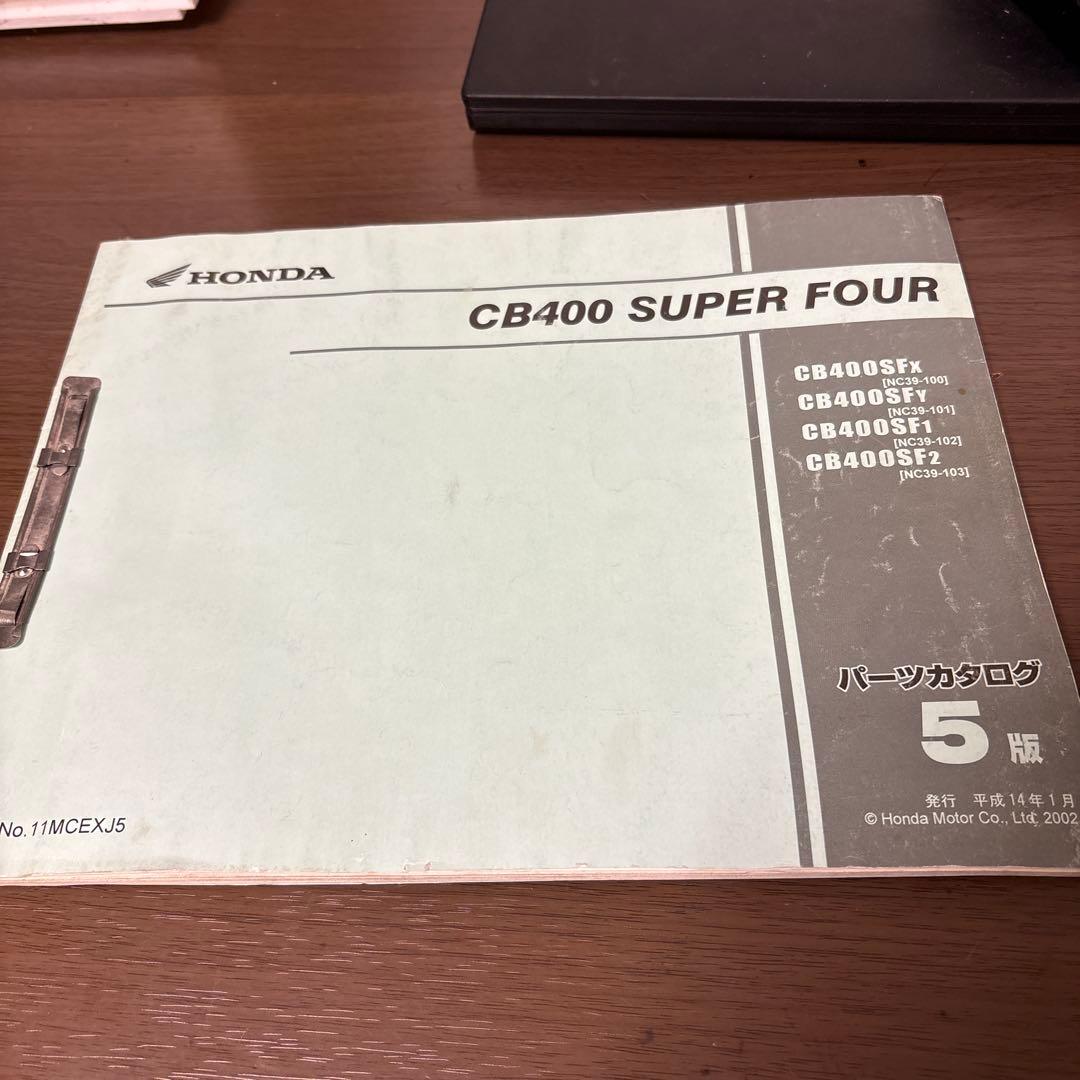 HONDA
CB400 SUPER FOUR
CB400SFX
[NC39-100]
CB400SFY
[NC39-101]
CB400SF1
[NC39-102]
CB400SF2
[NC39-103]
パーツカタログ
5版
発行 平成14年1月
© Honda Motor Co., Ltd, 2002
No.11MCEXJ5